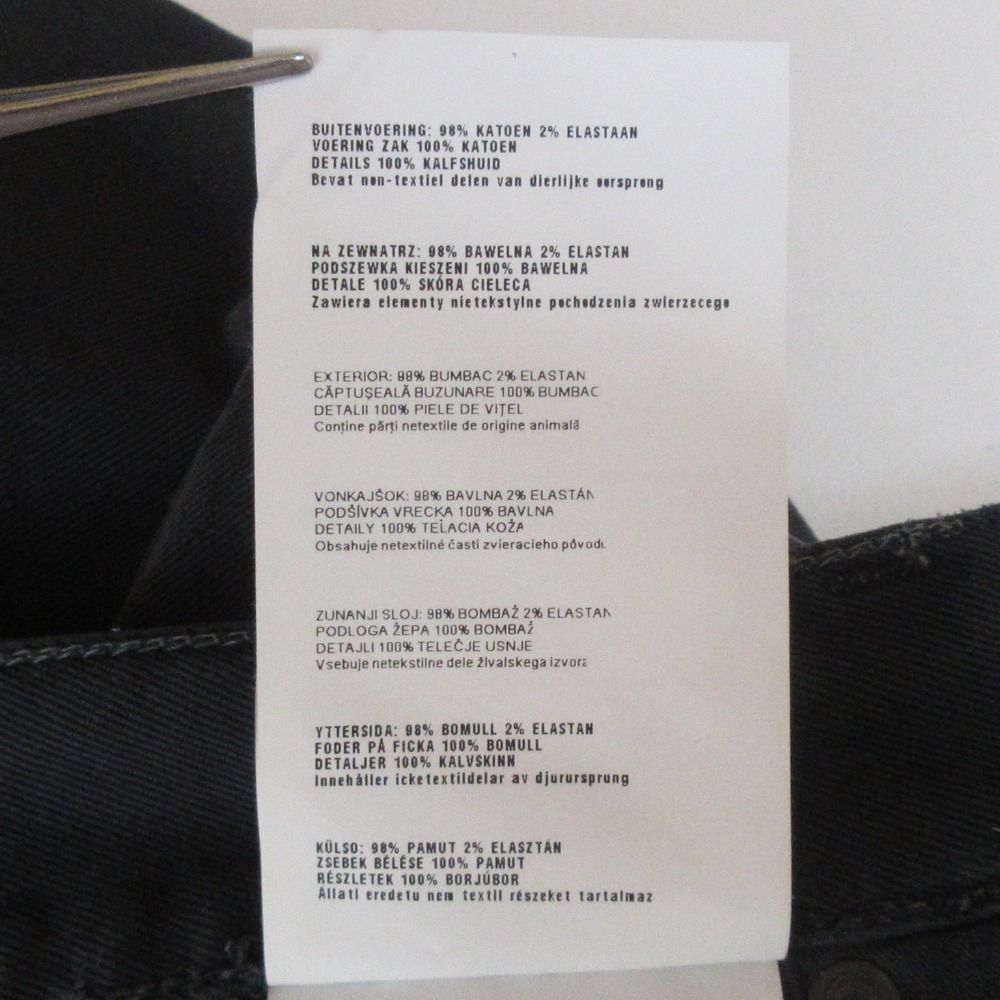 BUITENVOERING: 98% KATOEN 2% ELASTAAN
VOERING ZAK 100% KATOEN
DETAILS 100% KALFSHUID
Bevat non-textiel delen van dierlijke oorsprong
NA ZEWNATRZ: 98% BAWELNA 2% ELASTAN
PODSZEWKA KIESZENI 100% BAWELNA
DETALE 100% SKÓRA CIELECA
Zawiera elementy nietekstylne pochodzenia zwierzecego
EXTERIOR: 98% BUMBAC 2% ELASTAN
CĂPTUȘEALĂ BUZUNARE 100% BUMBAC
DETALII 100% PIELE DE VIȚEL
Conține părți netextile de origine animală
VONKAJŠOK: 98% BAVLNA 2% ELASTÁN
PODŠÍVKA VRECKA 100% BAVLNA
DETAILY 100% TEĽACIA KOŽA
Obsahuje netextilné časti zvieracieho pôvodu
ZUNANJI SLOJ: 98% BOMBAŽ 2% ELASTAN
PODLOGA ŽEPA 100% BOMBAŽ
DETAJLI 100% TELEČJE USNJE
Vsebuje netekstilne dele živalskega izvora
YTTERSIDA: 98% BOMULL 2% ELASTAN
FODER PÅ FICKA 100% BOMULL
DETALJER 100% KALVSKINN
Innehåller icketextildelar av djurursprung
KÜLSO: 98% PAMUT 2% ELASZTÁN
ZSEBEK BÉLÉSE 100% PAMUT
RÉSZLETEK 100% BORJÚBOR
Állati eredetu nem textil részeket tartalmaz